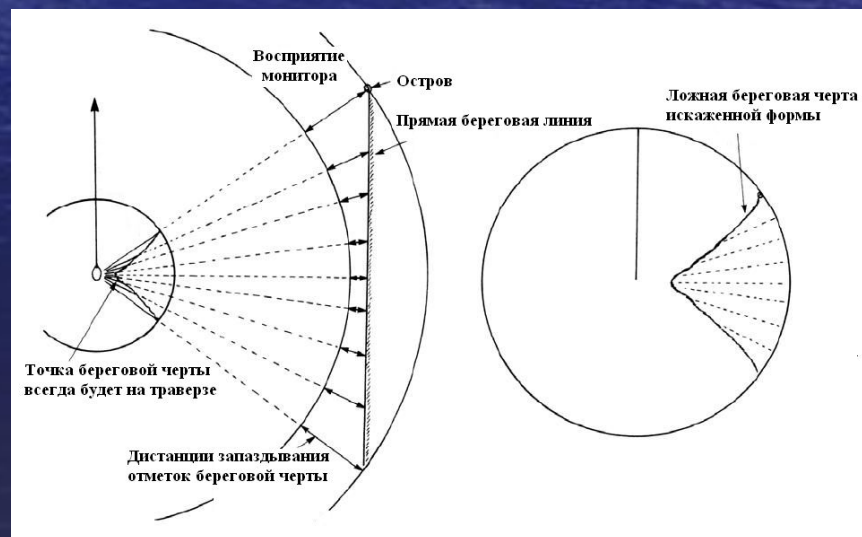 Восприятие
монитора
Остров
Прямая береговая линия
Ложная береговая черта
искаженной формы
Точка береговой черты
всегда будет на траверзе
Дистанции запаздывания
отметок береговой черты